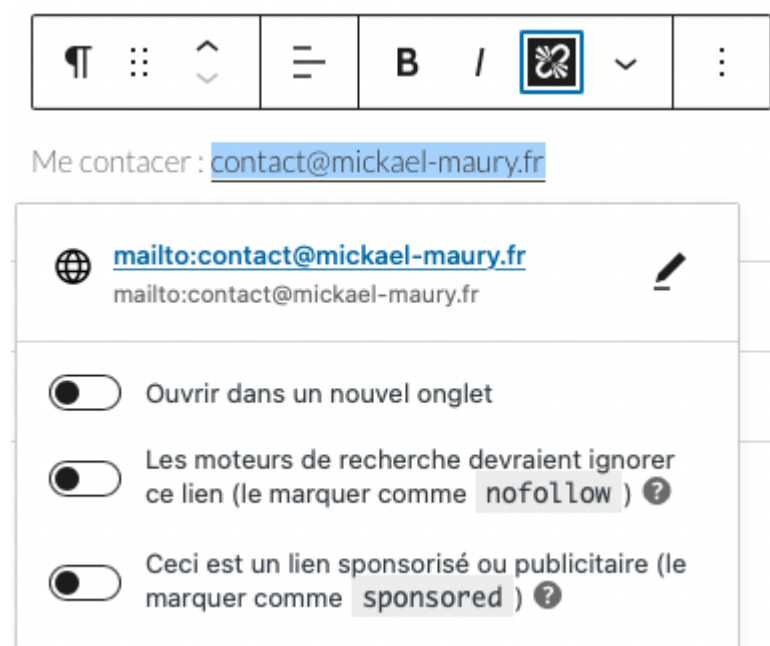 B I
Me contacer : contact@mickael-maury.fr
mailto:contact@mickael-maury.fr
mailto:contact@mickael-maury.fr
Ouvrir dans un nouvel onglet
Les moteurs de recherche devraient ignorer
ce lien (le marquer comme nofollow ) ?
Ceci est un lien sponsorisé ou publicitaire (le
marquer comme sponsored ) ?